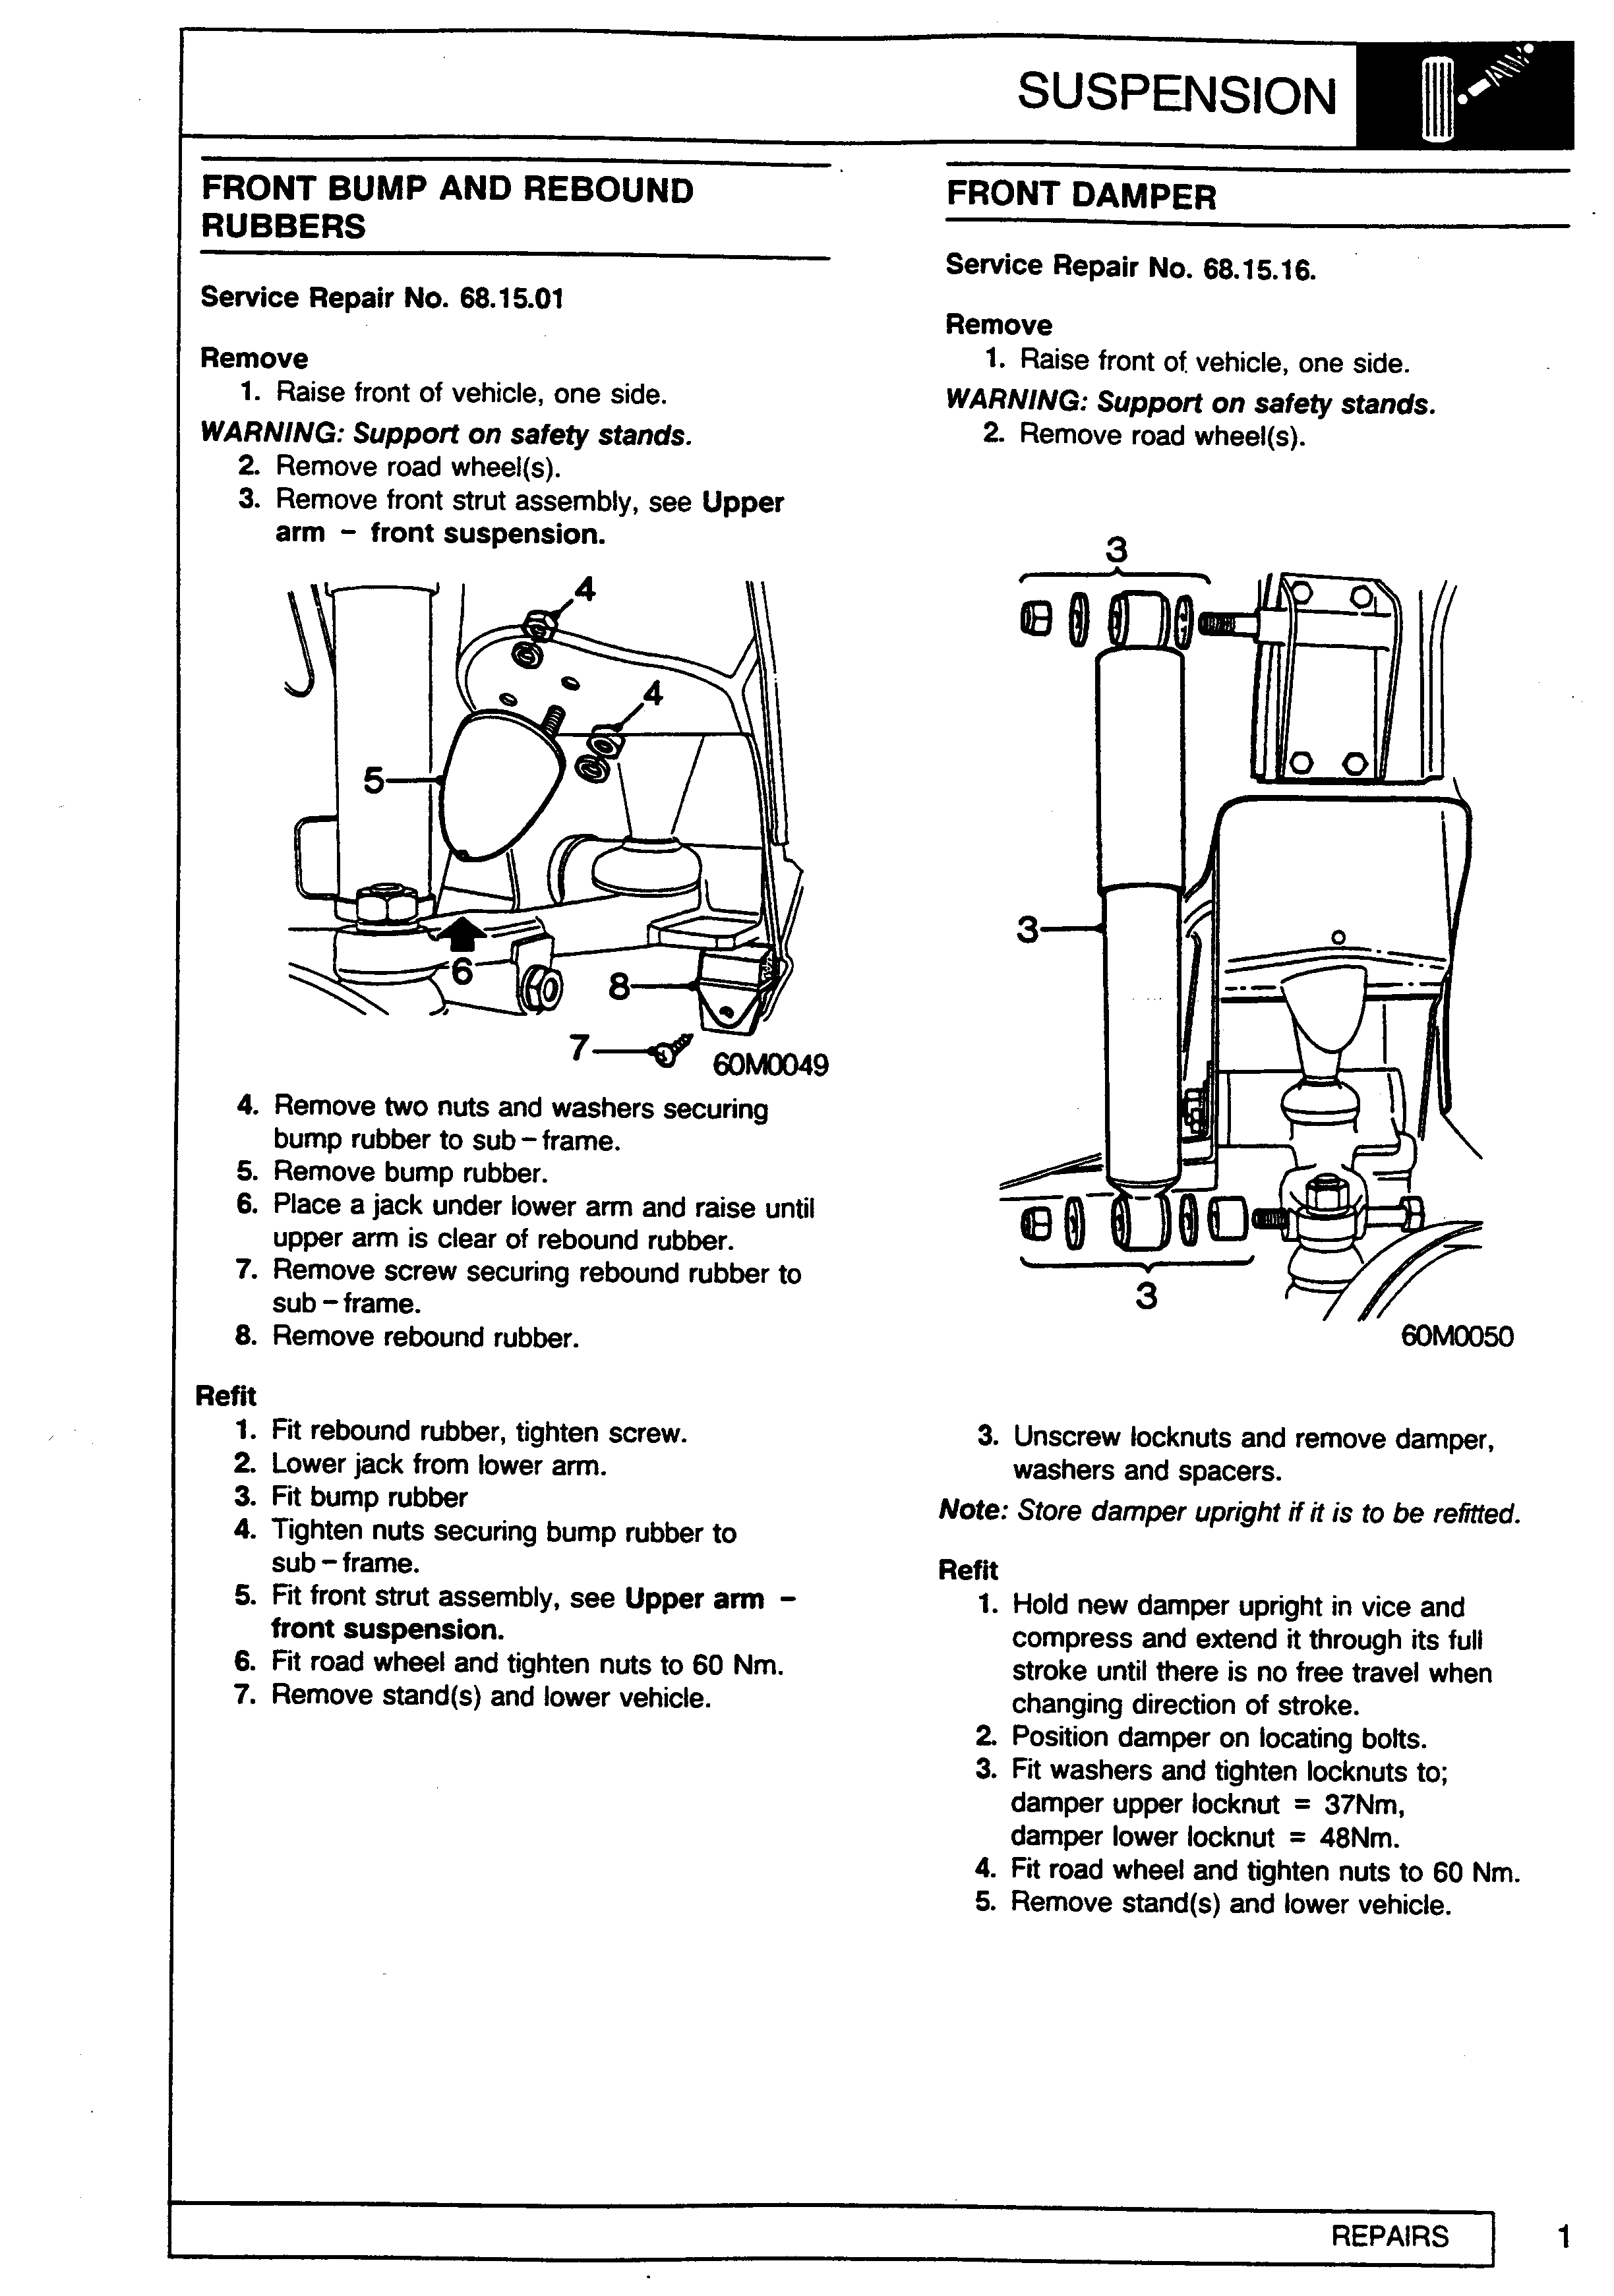 SUSPENSION
FRONT BUMP AND REBOUND
RUBBERS
Service Repair No. 68.15.01
Remove
1. Raise front of vehicle, one side.
WARNING: Support on safety stands.
2. Remove road wheel(s).
3. Remove front strut assembly, see Upper
arm – front suspension.
4
4
5
6
8
7
60M0049
4. Remove two nuts and washers securing
bump rubber to sub – frame.
5. Remove bump rubber.
6. Place a jack under lower arm and raise until
upper arm is clear of rebound rubber.
7. Remove screw securing rebound rubber to
sub – frame.
8. Remove rebound rubber.
Refit
1. Fit rebound rubber, tighten screw.
2. Lower jack from lower arm.
3. Fit bump rubber
4. Tighten nuts securing bump rubber to
sub – frame.
5. Fit front strut assembly, see Upper arm –
front suspension.
6. Fit road wheel and tighten nuts to 60 Nm.
7. Remove stand(s) and lower vehicle.
FRONT DAMPER
Service Repair No. 68.15.16.
Remove
1. Raise front of vehicle, one side.
WARNING: Support on safety stands.
2. Remove road wheel(s).
3
3
3
60M0050
3. Unscrew locknuts and remove damper,
washers and spacers.
Note: Store damper upright if it is to be refitted.
Refit
1. Hold new damper upright in vice and
compress and extend it through its full
stroke until there is no free travel when
changing direction of stroke.
2. Position damper on locating bolts.
3. Fit washers and tighten locknuts to;
damper upper locknut = 37Nm,
damper lower locknut = 48Nm.
4. Fit road wheel and tighten nuts to 60 Nm.
5. Remove stand(s) and lower vehicle.
REPAIRS
1